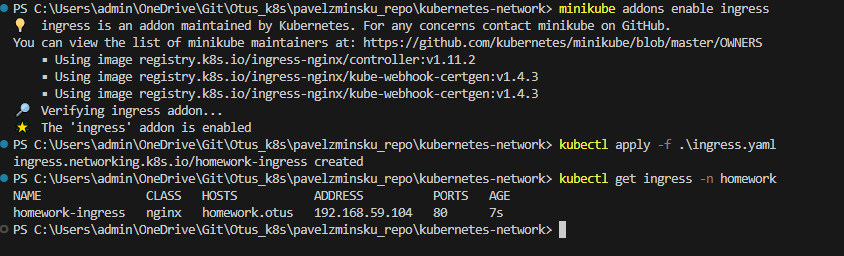 PS C:\Users\admin\OneDrive\Git\Otus_k8s\pavelzminsku_repo\kubernetes-network> minikube addons enable ingress
ingress is an addon maintained by Kubernetes. For any concerns contact minikube on GitHub.
You can view the list of minikube maintainers at: https://github.com/kubernetes/minikube/blob/master/OWNERS
▪ Using image registry.k8s.io/ingress-nginx/controller:v1.11.2
▪ Using image registry.k8s.io/ingress-nginx/kube-webhook-certgen:v1.4.3
▪ Using image registry.k8s.io/ingress-nginx/kube-webhook-certgen:v1.4.3
Verifying ingress addon...
The 'ingress' addon is enabled
PS C:\Users\admin\OneDrive\Git\Otus_k8s\pavelzminsku_repo\kubernetes-network> kubectl apply -f .\ingress.yaml
ingress.networking.k8s.io/homework-ingress created
PS C:\Users\admin\OneDrive\Git\Otus_k8s\pavelzminsku_repo\kubernetes-network> kubectl get ingress -n homework
NAME CLASS HOSTS ADDRESS PORTS AGE
homework-ingress nginx homework.otus 192.168.59.104 80 7s
PS C:\Users\admin\OneDrive\Git\Otus_k8s\pavelzminsku_repo\kubernetes-network>